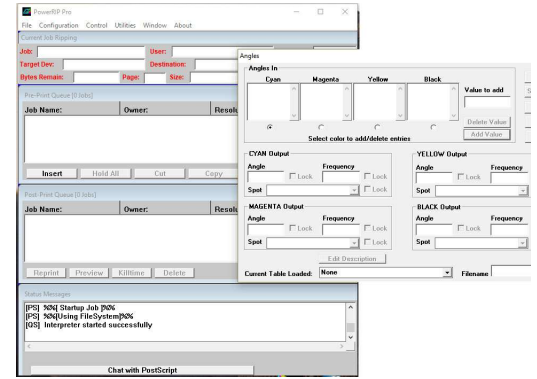 PowerRIP Pro
File Configuration Control Utilities Window About
Current Job Ripping
Job: User:
Target Dev: Destination:
Bytes Remain: Page: Size:
Pre-Print Queue [0 Jobs]
Job Name: Owner: Resolu
Insert Hold All Cut Copy
Post-Print Queue [0 Jobs]
Job Name: Owner: Resolu
Reprint Preview Killtime Delete
Status Messages
[PS] %%[ Startup Job ]%%
[PS] %%[Using FileSystem]%%
[QS] Interpreter started successfully
Chat with PostScript
Angles
Angles In
Cyan Magenta Yellow Black
Value to add
Delete Value
Add Value
Select color to add/delete entries
CYAN Output
Angle Frequency
Lock Lock
Spot Lock
YELLOW Output
Angle Frequency
Lock
Spot
MAGENTA Output
Angle Frequency
Lock Lock
Spot Lock
BLACK Output
Angle Frequency
Lock
Spot
Edit Description
Current Table Loaded: None Filename